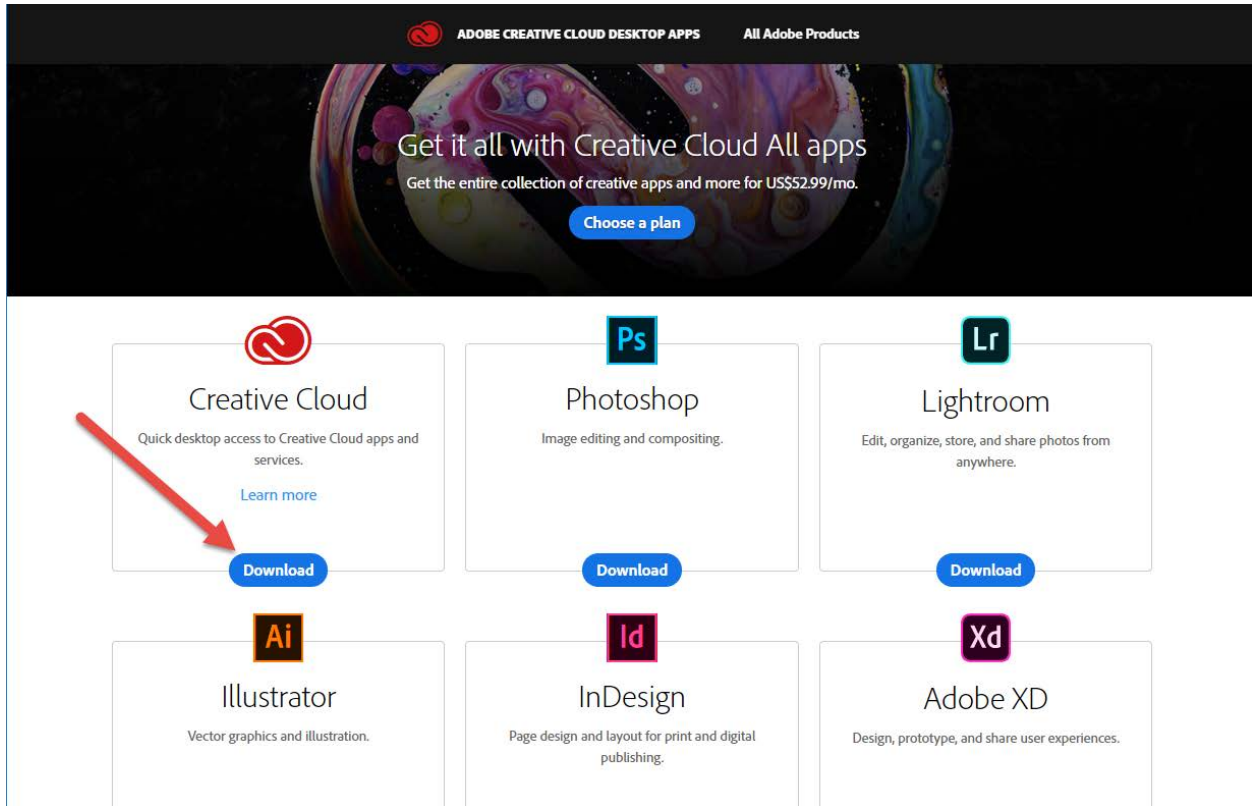 ADOBE CREATIVE CLOUD DESKTOP APPS All Adobe Products
Get it all with Creative Cloud All apps
Get the entire collection of creative apps and more for US$52.99/mo.
Choose a plan
Creative Cloud
Quick desktop access to Creative Cloud apps and
services.
Learn more
Download
Ps
Photoshop
Image editing and compositing.
Download
Lr
Lightroom
Edit, organize, store, and share photos from
anywhere.
Download
Ai
Illustrator
Vector graphics and illustration.
Id
InDesign
Page design and layout for print and digital
publishing.
Xd
Adobe XD
Design, prototype, and share user experiences.